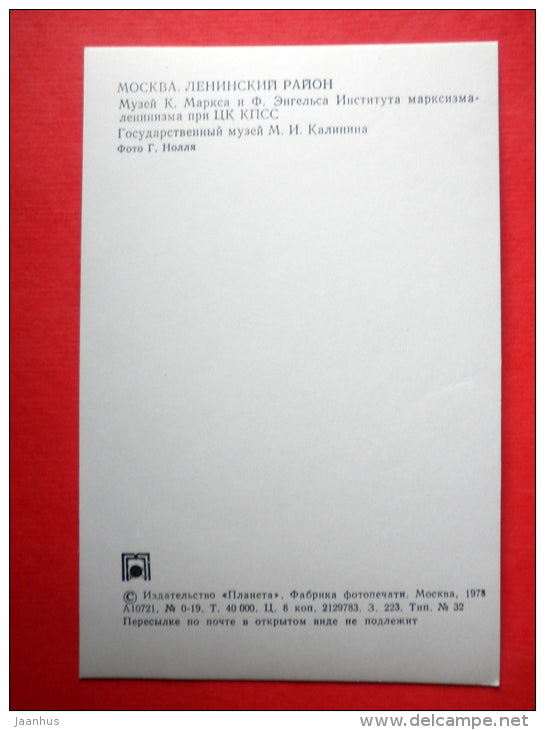 МОСКВА. ЛЕНИНСКИЙ РАЙОН
Музей К. Маркса и Ф. Энгельса Института марксизма-
ленинизма при ЦК КПСС
Государственный музей М. И. Калинина
Фото Г. Нолля
© Издательство «Планета». Фабрика фотопечати. Москва, 1978
А10721. № 0-19. Т. 40 000. Ц. 8 коп. 2129783. З. 223. Тип. № 32
Пересылке по почте в открытом виде не подлежит
jaanhus
www.delcampe.net